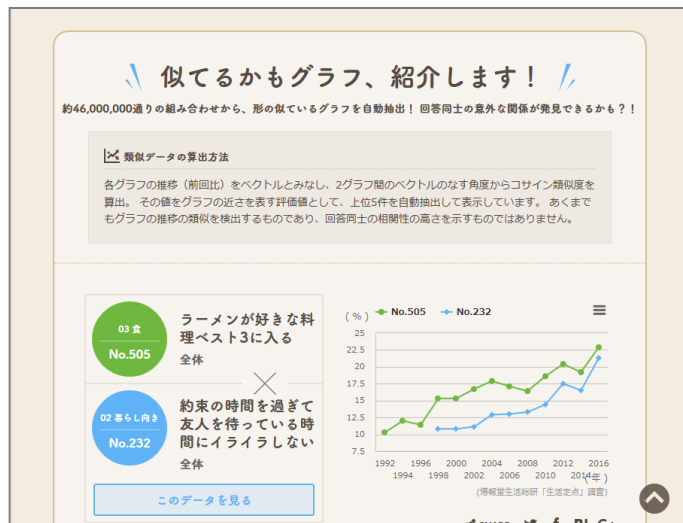 似てるかもグラフ、紹介します！
約46,000,000通りの組み合わせから、形の似ているグラフを自動抽出！ 回答同士の意外な関係が発見できるかも？！
類似データの算出方法
各グラフの推移（前回比）をベクトルとみなし、2グラフ間のベクトルのなす角度からコサイン類似度を
算出。 その値をグラフの近さを表す評価値として、上位5件を自動抽出して表示しています。 あくまで
もグラフの推移の類似を検出するものであり、回答同士の相関性の高さを示すものではありません。
03 食
No.505
ラーメンが好きな料
理ベスト3に入る
全体
02 暮らし向き
No.232
約束の時間を過ぎて
友人を待っている時
間にイライラしない
全体
このデータを見る
(％)
No.505 No.232
25
22.5
20
17.5
15
12.5
10
7.5
1992 1996 2000 2004 2008 2012 2016
1994 1998 2002 2006 2010 2014 (年)
(博報堂生活総研「生活定点」調査)